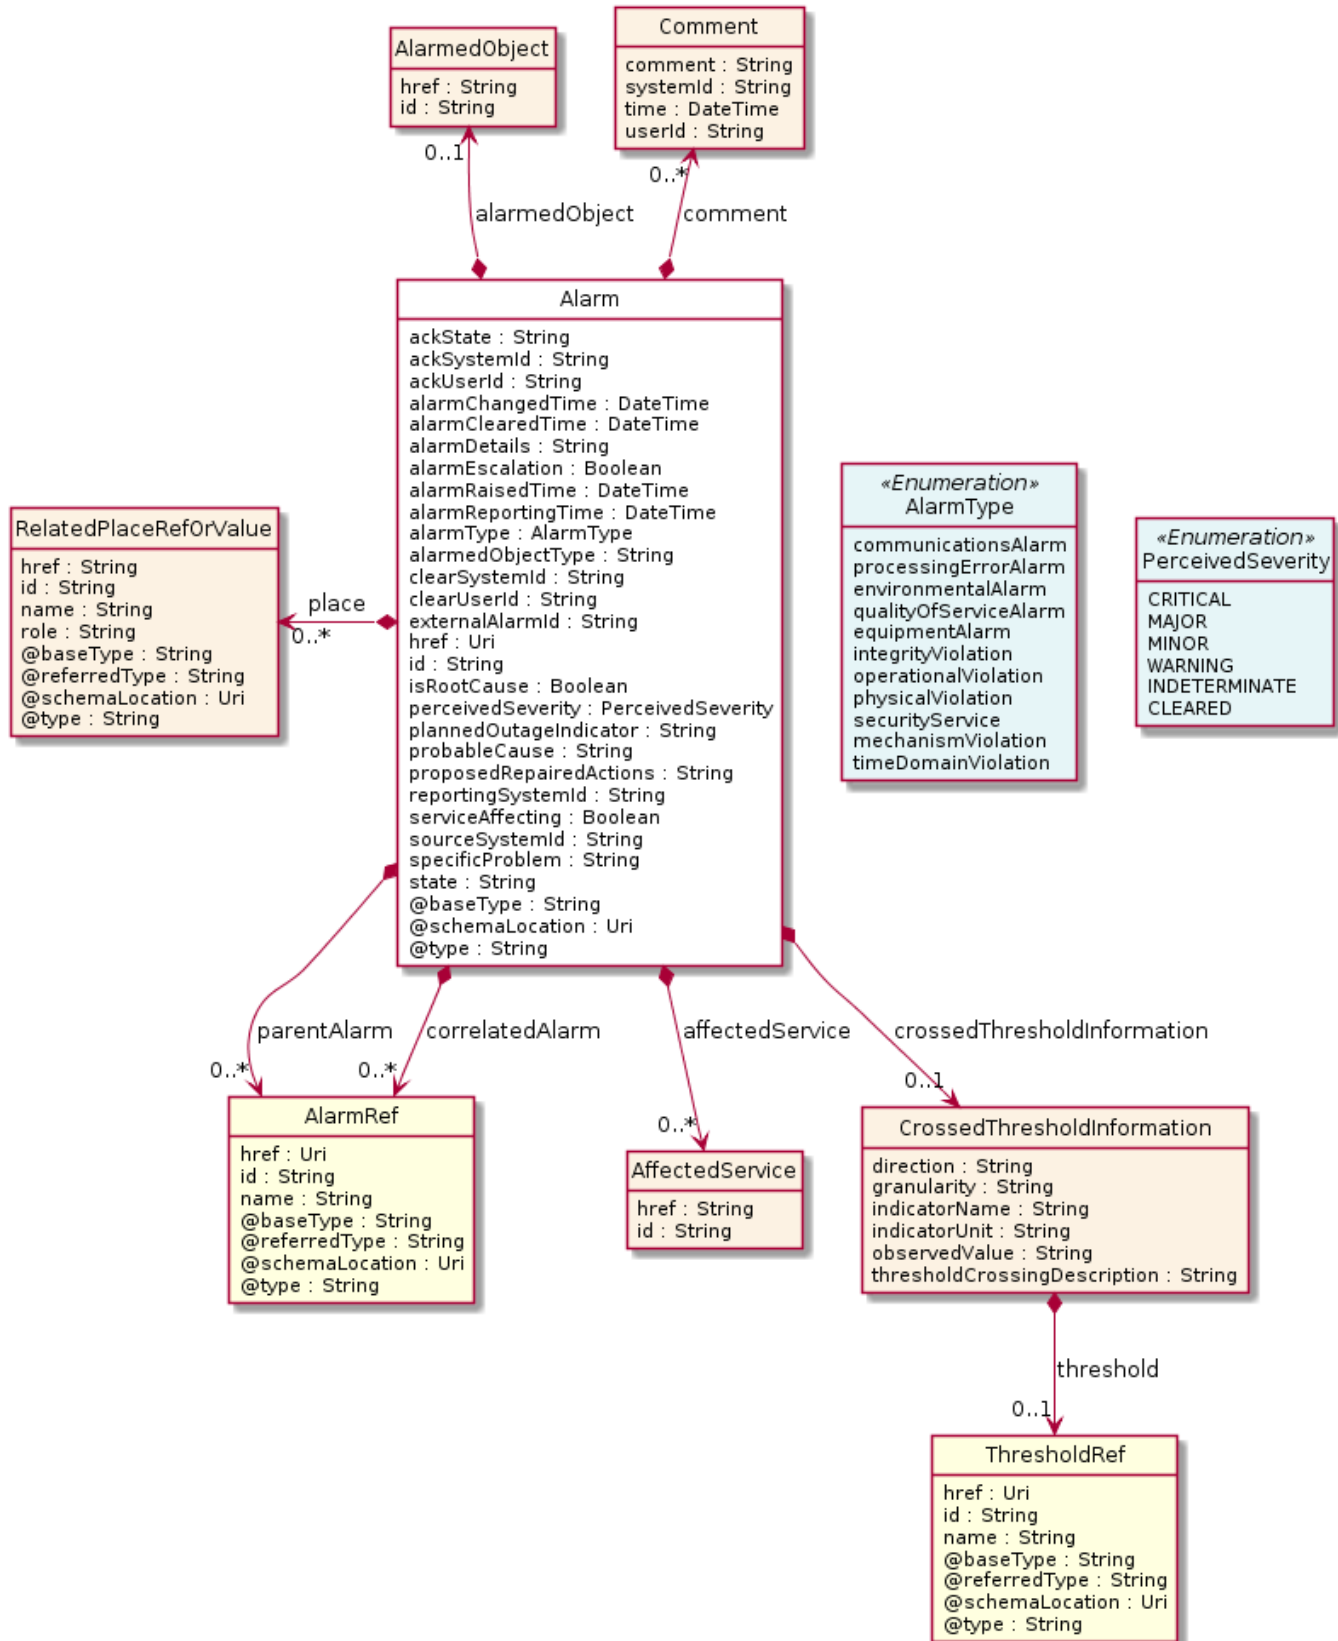 AlarmedObject
href : String
id : String
Comment
comment : String
systemId : String
time : DateTime
userId : String
0..1
0..*
alarmedObject
comment
Alarm
ackState : String
ackSystemId : String
ackUserId : String
alarmChangedTime : DateTime
alarmClearedTime : DateTime
alarmDetails : String
alarmEscalation : Boolean
alarmRaisedTime : DateTime
alarmReportingTime : DateTime
alarmType : AlarmType
alarmedObjectType : String
clearSystemId : String
clearUserId : String
externalAlarmId : String
href : Uri
id : String
isRootCause : Boolean
perceivedSeverity : PerceivedSeverity
plannedOutageIndicator : String
probableCause : String
proposedRepairedActions : String
reportingSystemId : String
serviceAffecting : Boolean
sourceSystemId : String
specificProblem : String
state : String
@baseType : String
@schemaLocation : Uri
@type : String
RelatedPlaceRefOrValue
href : String
id : String
name : String
role : String
@baseType : String
@referredType : String
@schemaLocation : Uri
@type : String
place
0..*
«Enumeration»
AlarmType
communicationsAlarm
processingErrorAlarm
environmentalAlarm
qualityOfServiceAlarm
equipmentAlarm
integrityViolation
operationalViolation
physicalViolation
securityService
mechanismViolation
timeDomainViolation
«Enumeration»
PerceivedSeverity
CRITICAL
MAJOR
MINOR
WARNING
INDETERMINATE
CLEARED
parentAlarm
correlatedAlarm
affectedService
crossedThresholdInformation
0..*
0..*
0..*
0..1
AlarmRef
href : Uri
id : String
name : String
@baseType : String
@referredType : String
@schemaLocation : Uri
@type : String
AffectedService
href : String
id : String
CrossedThresholdInformation
direction : String
granularity : String
indicatorName : String
indicatorUnit : String
observedValue : String
thresholdCrossingDescription : String
threshold
0..1
ThresholdRef
href : Uri
id : String
name : String
@baseType : String
@referredType : String
@schemaLocation : Uri
@type : String